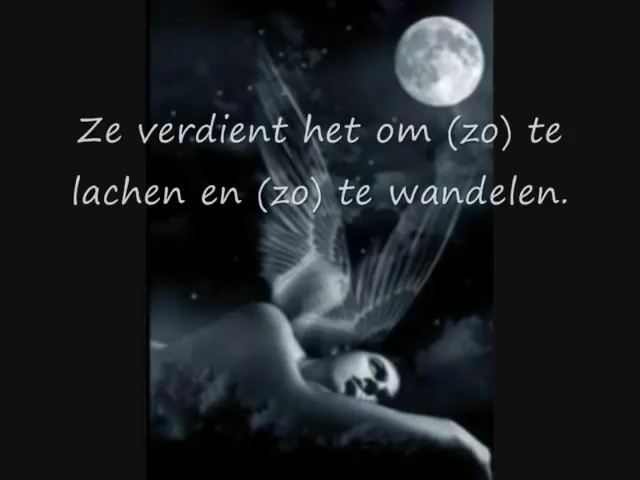 Ze verdient het om (zo) te
lachen en (zo) te wandelen.